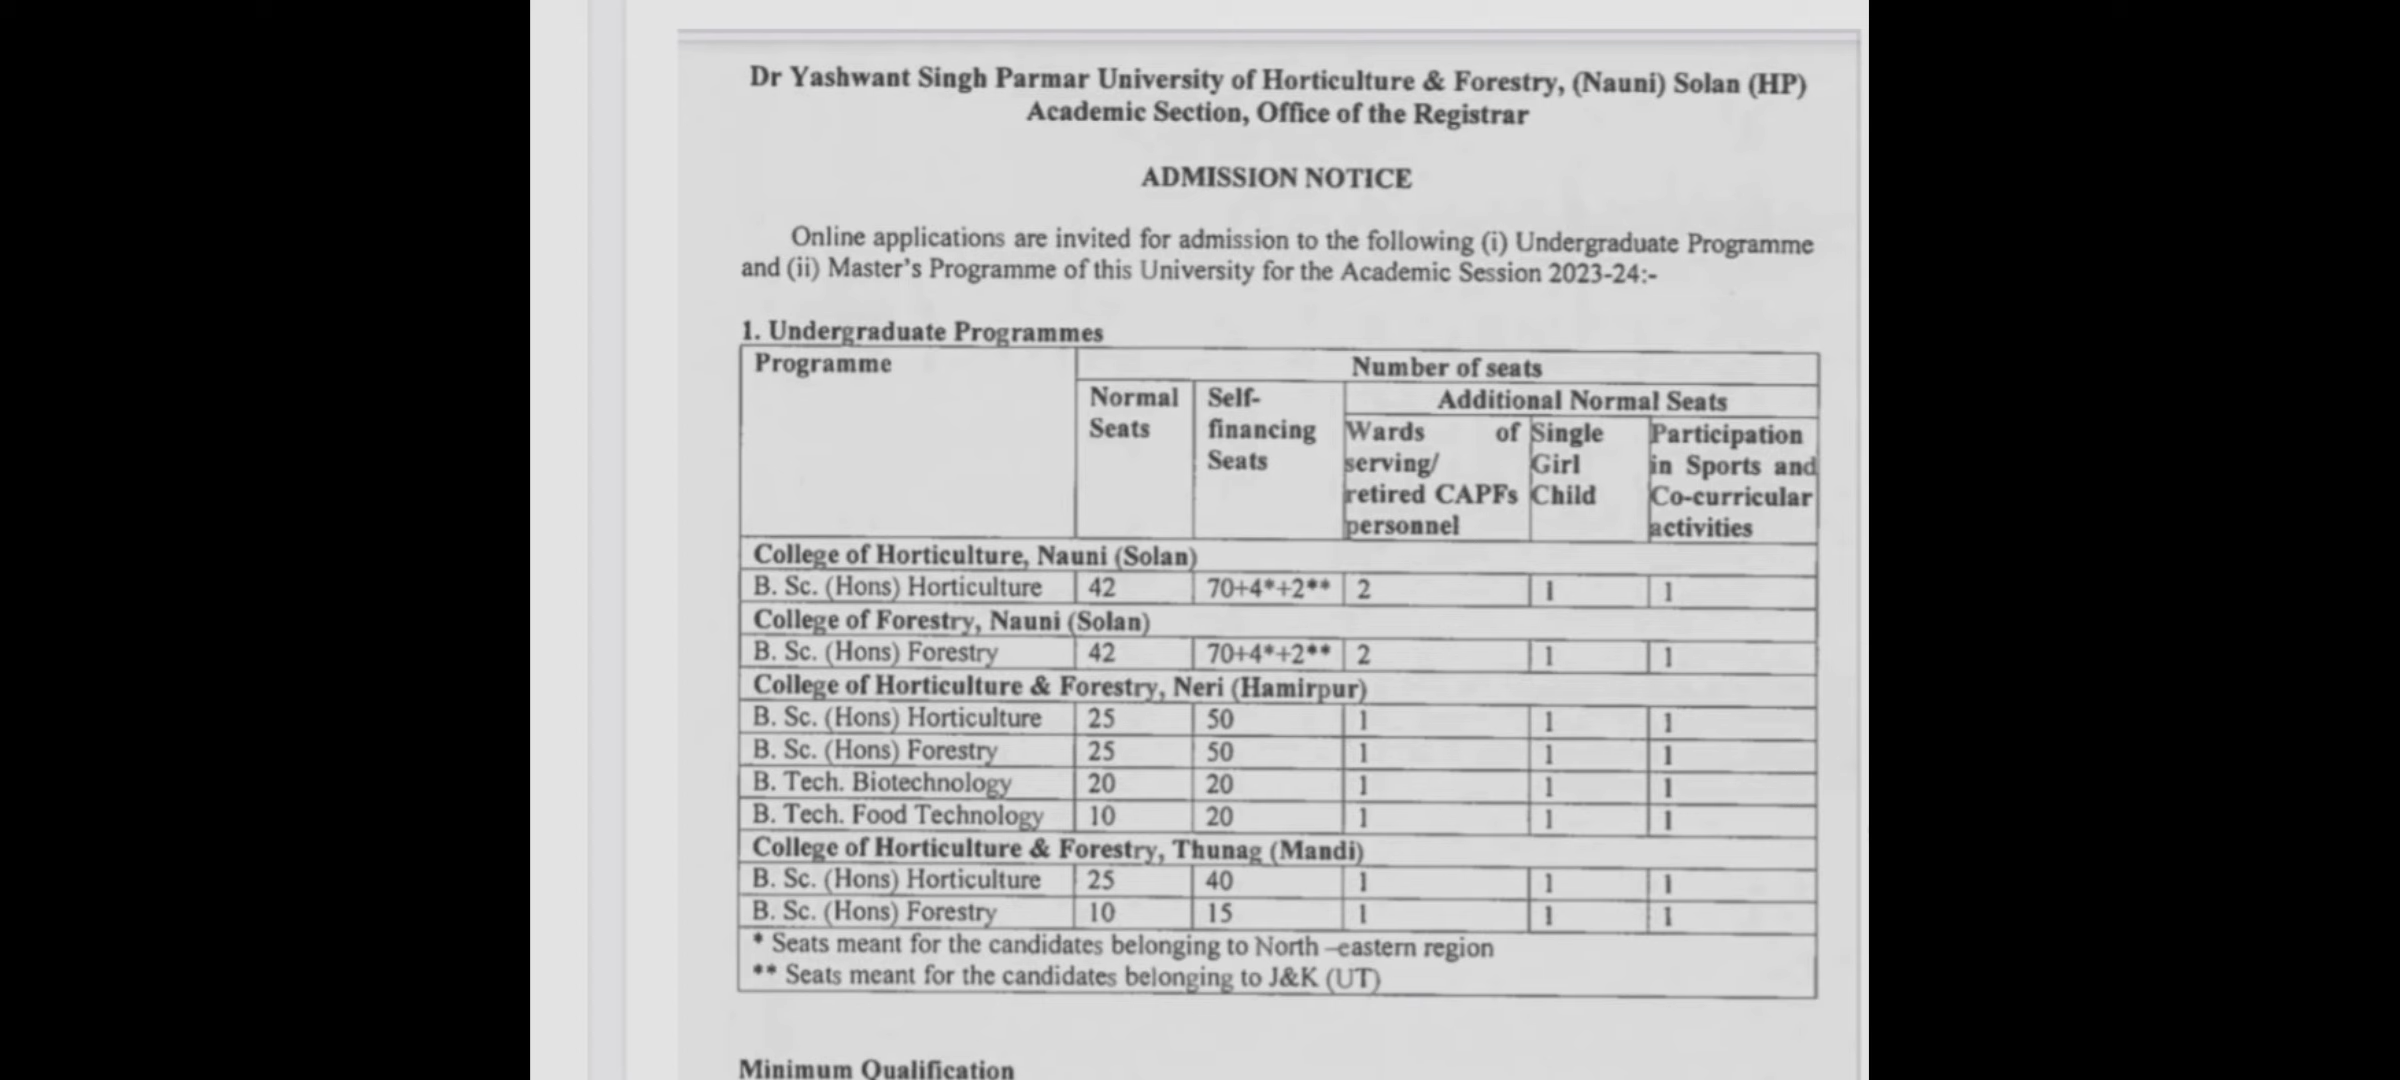 Dr Yashwant Singh Parmar University of Horticulture & Forestry, (Nauni) Solan (HP)
Academic Section, Office of the Registrar
ADMISSION NOTICE
Online applications are invited for admission to the following (i) Undergraduate Programme
and (ii) Master's Programme of this University for the Academic Session 2023-24:-
1. Undergraduate Programmes
Programme Number of seats
Normal Seats Self-financing Seats Additional Normal Seats
Wards of serving/ retired CAPFs personnel Single Girl Child Participation in Sports and Co-curricular activities
College of Horticulture, Nauni (Solan)
B. Sc. (Hons) Horticulture 42 70+4*+2** 2 1 1
College of Forestry, Nauni (Solan)
B. Sc. (Hons) Forestry 42 70+4*+2** 2 1 1
College of Horticulture & Forestry, Neri (Hamirpur)
B. Sc. (Hons) Horticulture 25 50 1 1 1
B. Sc. (Hons) Forestry 25 50 1 1 1
B. Tech. Biotechnology 20 20 1 1 1
B. Tech. Food Technology 10 20 1 1 1
College of Horticulture & Forestry, Thunag (Mandi)
B. Sc. (Hons) Horticulture 25 40 1 1 1
B. Sc. (Hons) Forestry 10 15 1 1 1
* Seats meant for the candidates belonging to North –eastern region
** Seats meant for the candidates belonging to J&K (UT)
Minimum Qualification